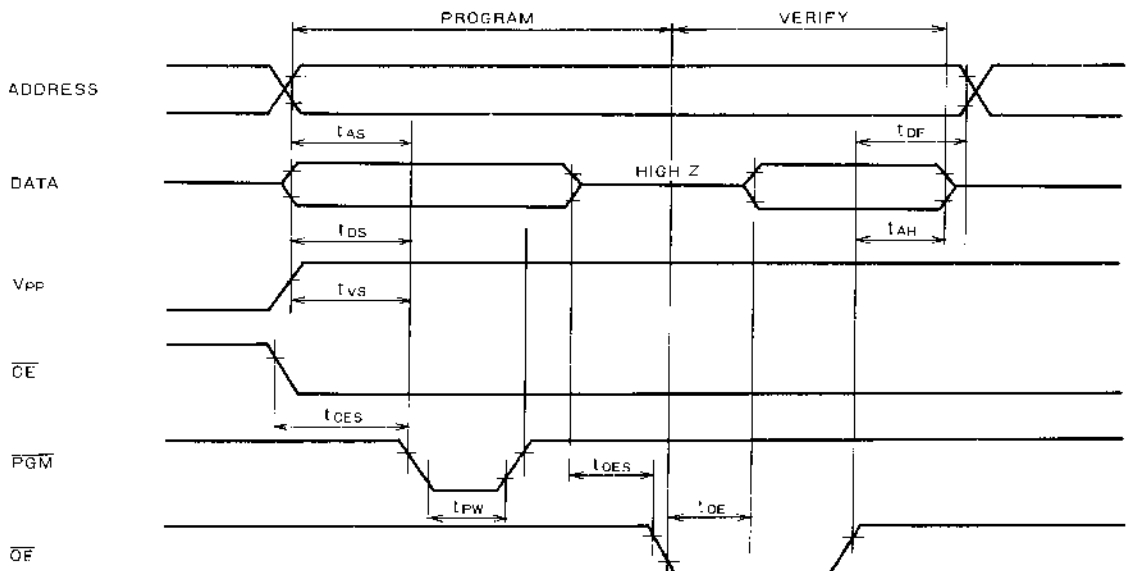 PROGRAM VERIFY
ADDRESS
tAS tDF
DATA HIGH Z
tDS tAH
VPP
tVS
CE
tCES
PGM
tOES
tPW tOE
OE